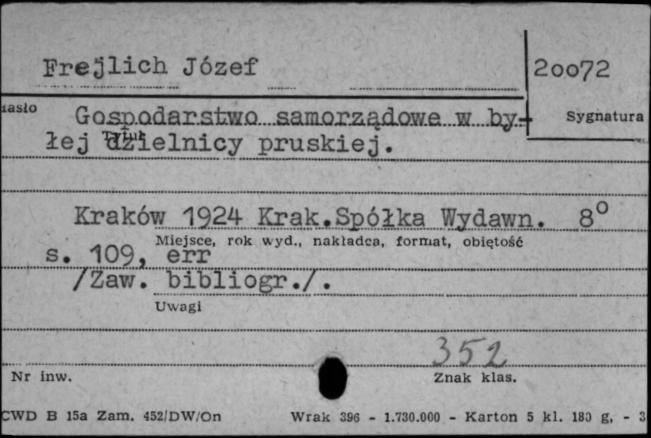 Frejlich Józef
20072
Hasło
Sygnatura
Gospodarstwo samorządowe w by-
Tytuł
łej dzielnicy pruskiej.
Kraków 1924 Krak.Spółka Wydawn. 8°
Miejsce, rok wyd., nakładca, format, objętość
s. 109, err
/Zaw. bibliogr./.
Uwagi
352
Nr inw.
Znak klas.
CWD B 15a Zam. 452/DW/On Wrak 396 - 1.730.000 - Karton 5 kl. 180 g, - 3